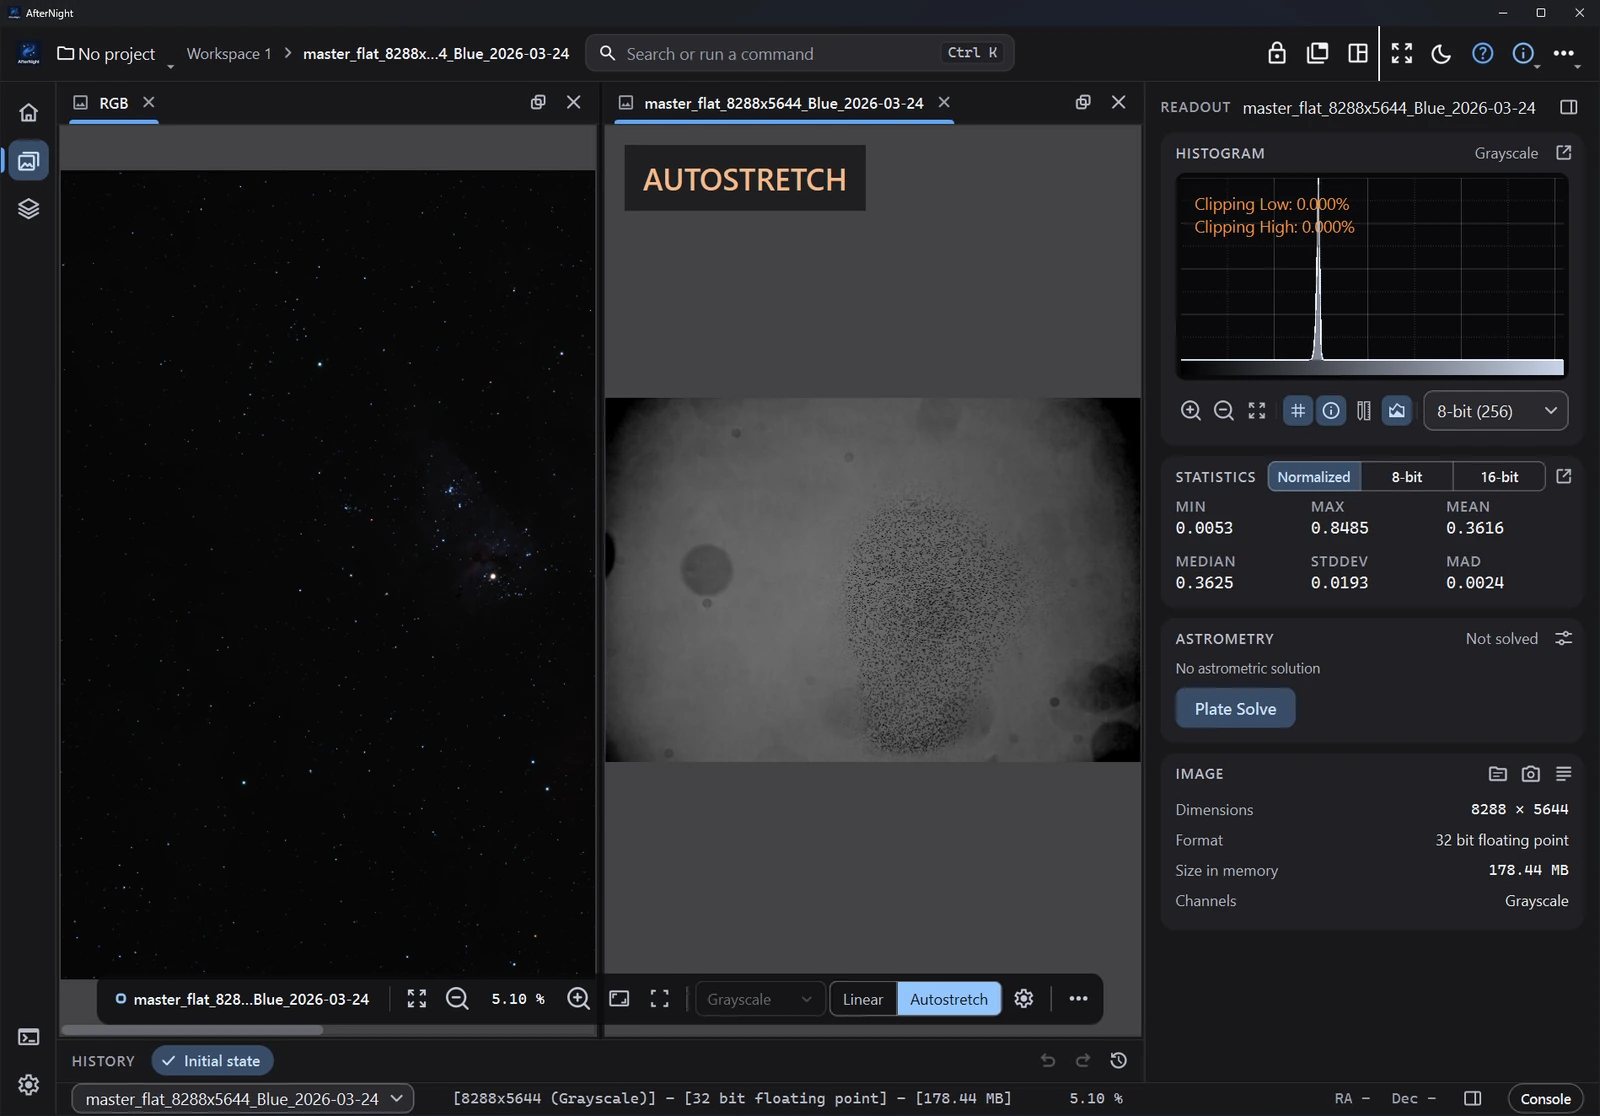 AfterNight
No project
Workspace 1 > master_flat_8288x...4_Blue_2026-03-24
Search or run a command
Ctrl K
RGB
master_flat_8288x5644_Blue_2026-03-24
AUTOSTRETCH
READOUT master_flat_8288x5644_Blue_2026-03-24
HISTOGRAM
Grayscale
Clipping Low: 0.000%
Clipping High: 0.000%
8-bit (256)
STATISTICS
Normalized
8-bit
16-bit
MIN
MAX
MEAN
0.0053
0.8485
0.3616
MEDIAN
STDDEV
MAD
0.3625
0.0193
0.0024
ASTROMETRY
Not solved
No astrometric solution
Plate Solve
IMAGE
Dimensions
8288 × 5644
Format
32 bit floating point
Size in memory
178.44 MB
Channels
Grayscale
master_flat_828...Blue_2026-03-24
5.10 %
Grayscale
Linear
Autostretch
HISTORY
Initial state
master_flat_8288x5644_Blue_2026-03-24
[8288x5644 (Grayscale)] – [32 bit floating point] – [178.44 MB]
5.10 %
RA –
Dec –
Console